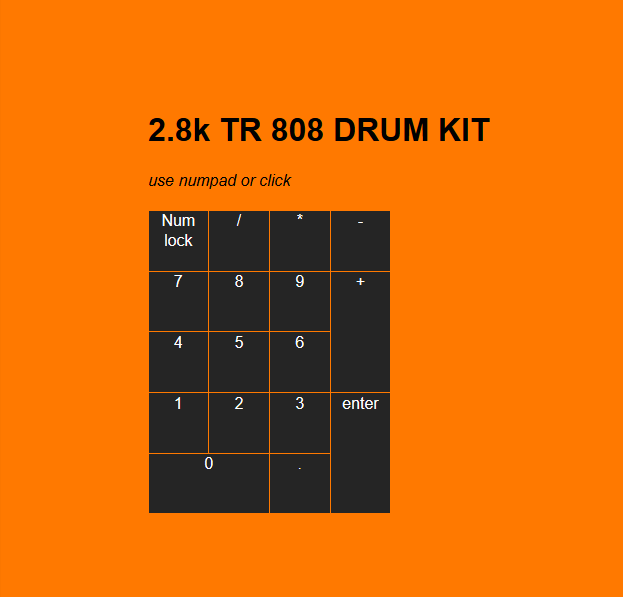 2.8k TR 808 DRUM KIT
use numpad or click
Num / * -
lock
7 8 9 +
4 5 6
1 2 3 enter
0 .